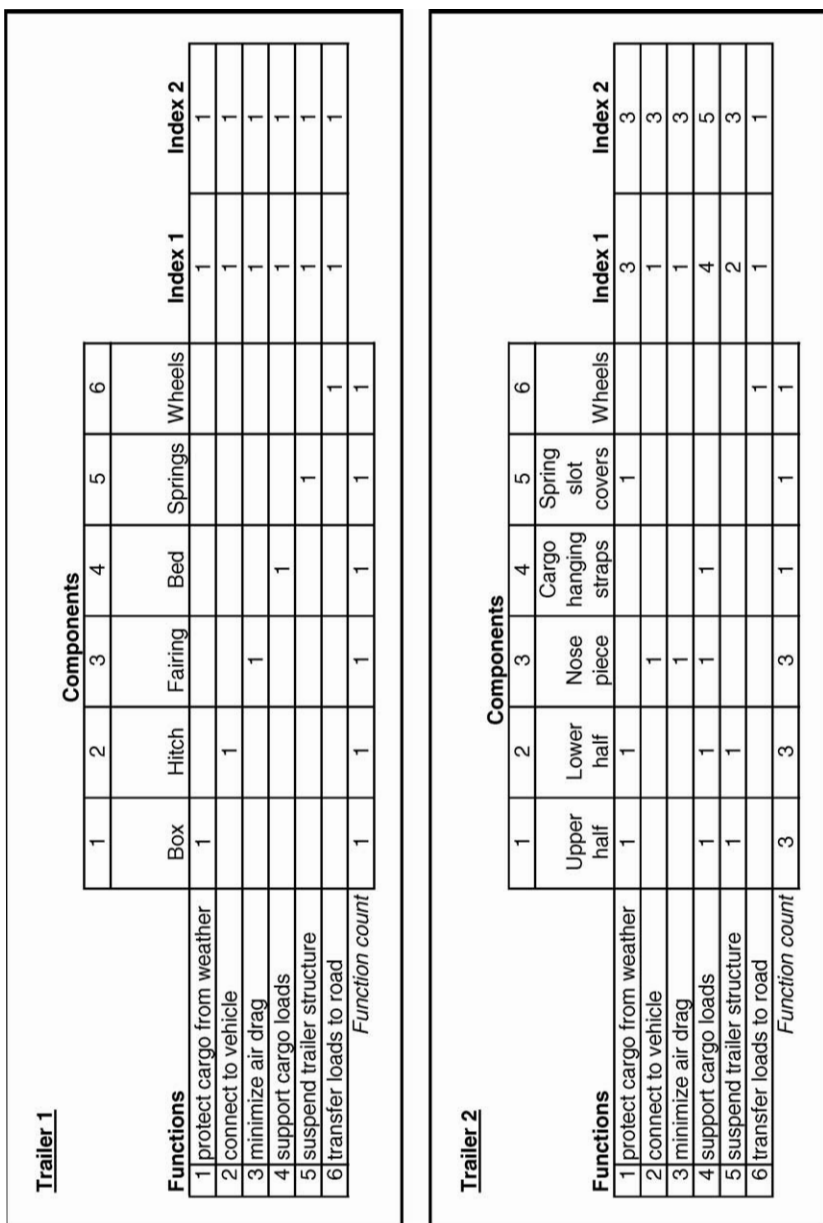 Trailer 1
Components
1 2 3 4 5 6
Functions Box Hitch Fairing Bed Springs Wheels Index 1 Index 2
1 protect cargo from weather 1 1 1
2 connect to vehicle 1 1 1
3 minimize air drag 1 1 1
4 support cargo loads 1 1 1
5 suspend trailer structure 1 1 1
6 transfer loads to road 1 1 1
Function count 1 1 1 1 1 1
Trailer 2
Components
1 2 3 4 5 6
Functions Upper half Lower half Nose piece Cargo hanging straps Spring slot covers Wheels Index 1 Index 2
1 protect cargo from weather 1 1 1 3 3
2 connect to vehicle 1 1 3
3 minimize air drag 1 1 3
4 support cargo loads 1 1 1 1 4 5
5 suspend trailer structure 1 1 2 3
6 transfer loads to road 1 1 1
Function count 3 3 3 1 1 1